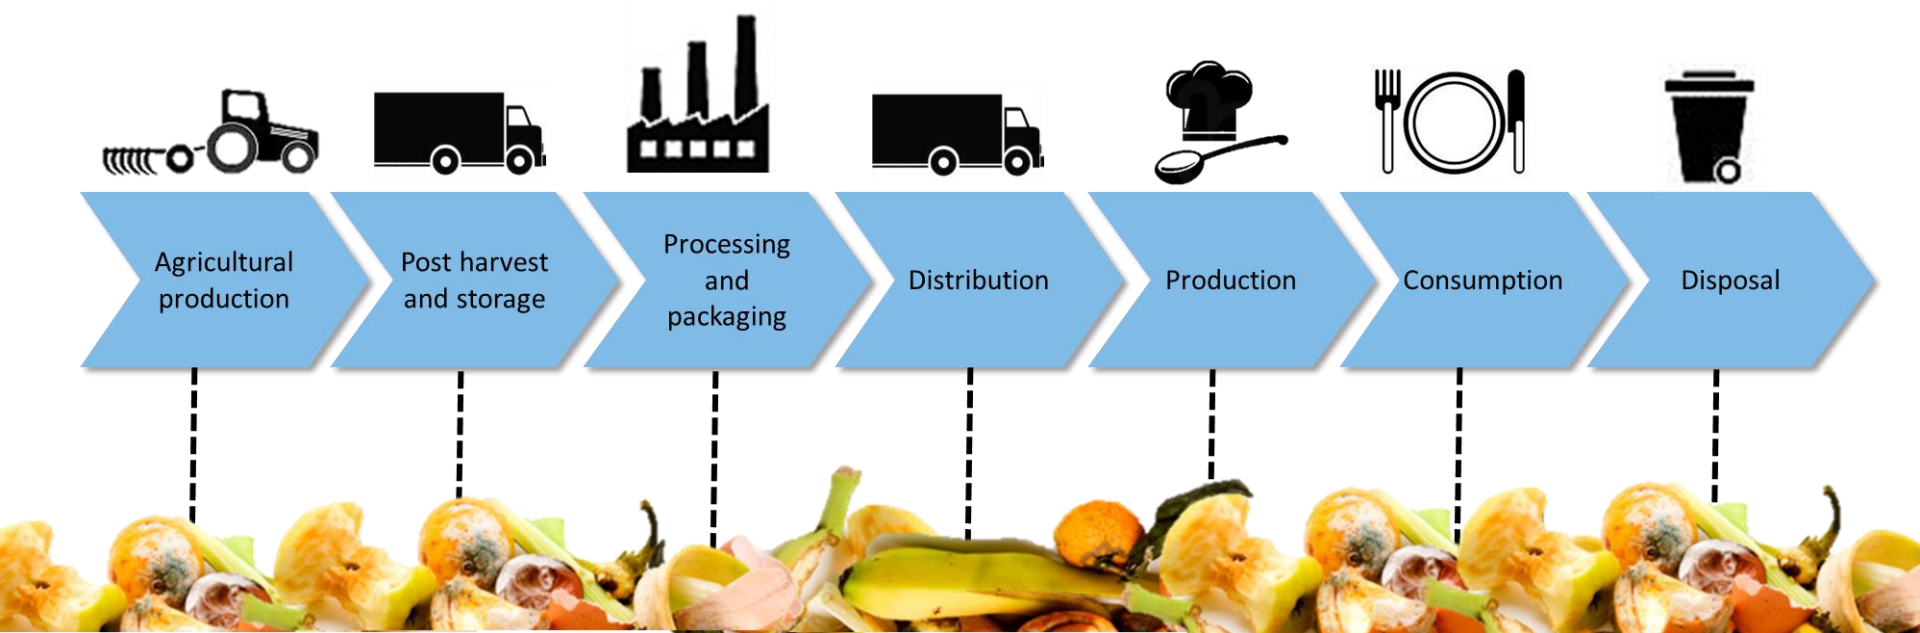 Agricultural
production
Post harvest
and storage
Processing
and
packaging
Distribution
Production
Consumption
Disposal